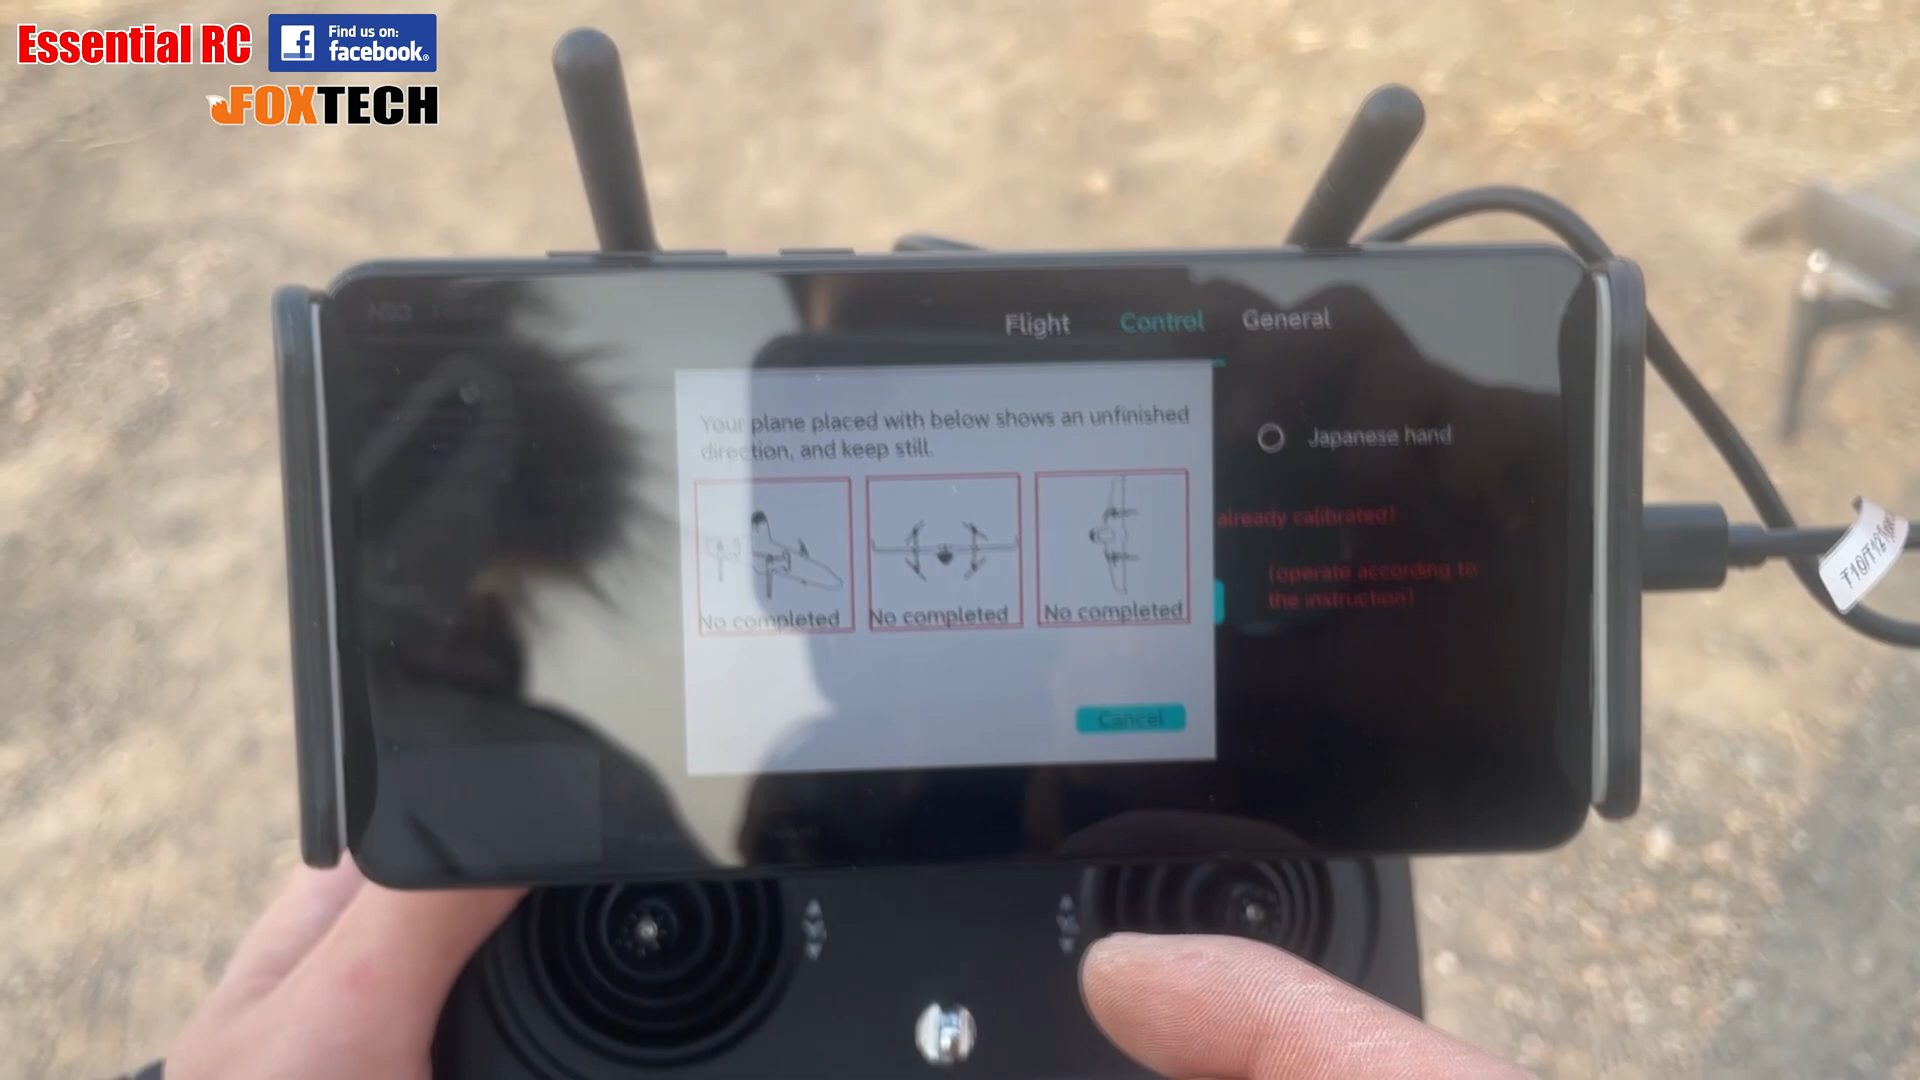 Essential RC
Find us on:
facebook
FOXTECH
Flight Control General
Your plane placed with below shows an unfinished
direction, and keep still.
No completed
No completed
No completed
Cancel
Japanese hand
already calibrated)
(operate according to
the instruction)